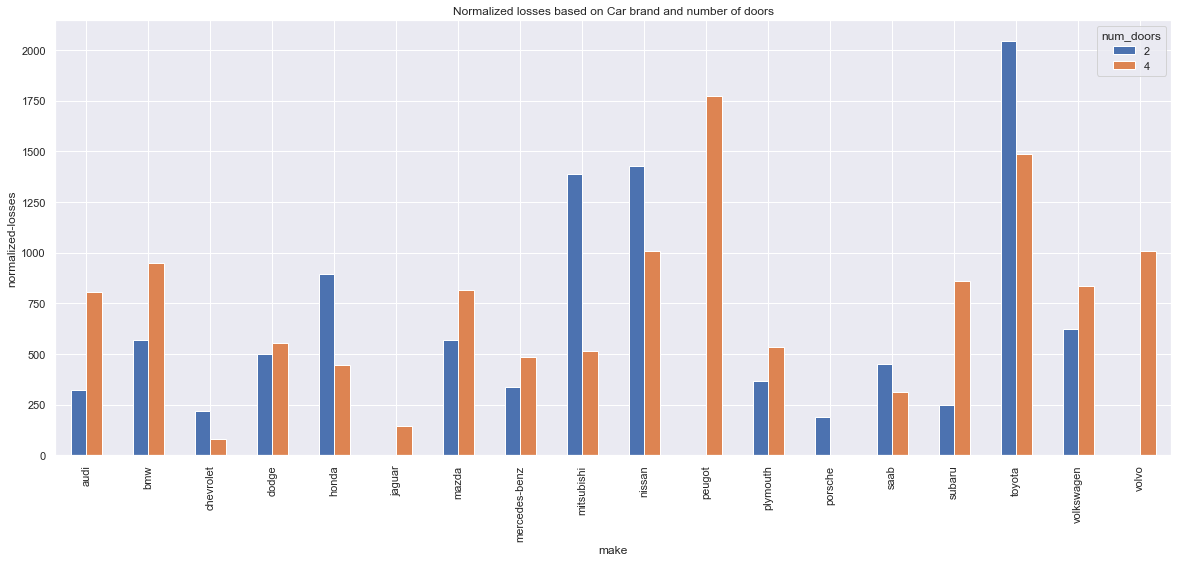 Normalized losses based on Car brand and number of doors
num_doors
2
4
normalized-losses
2000
1750
1500
1250
1000
750
500
250
0
audi
bmw
chevrolet
dodge
honda
jaguar
mazda
mercedes-benz
mitsubishi
nissan
peugot
plymouth
porsche
saab
subaru
toyota
volkswagen
volvo
make